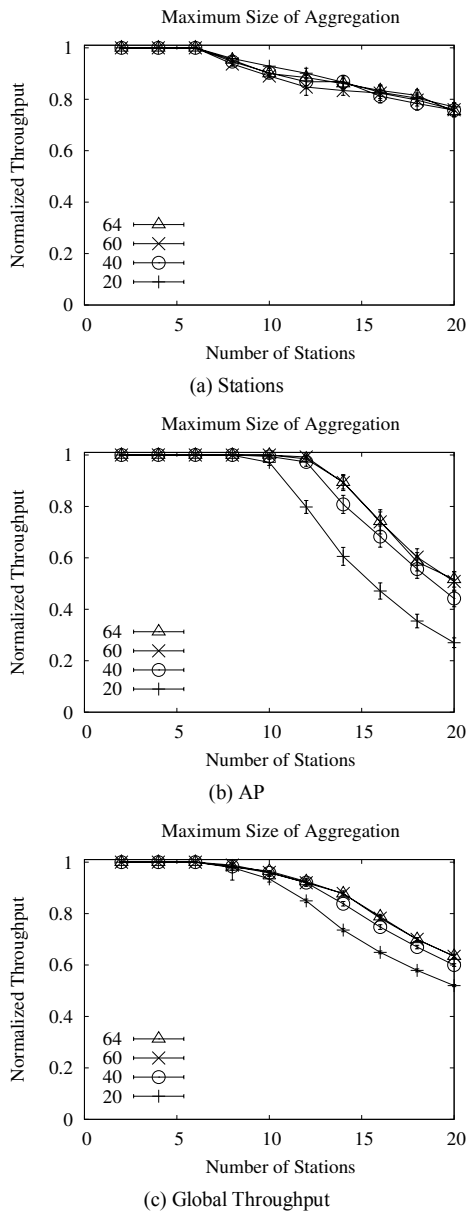 Maximum Size of Aggregation
1
0.8
0.6
0.4
0.2
0
Normalized Throughput
64
60
40
20
0 5 10 15 20
Number of Stations
(a) Stations
Maximum Size of Aggregation
1
0.8
0.6
0.4
0.2
0
Normalized Throughput
64
60
40
20
0 5 10 15 20
Number of Stations
(b) AP
Maximum Size of Aggregation
1
0.8
0.6
0.4
0.2
0
Normalized Throughput
64
60
40
20
0 5 10 15 20
Number of Stations
(c) Global Throughput